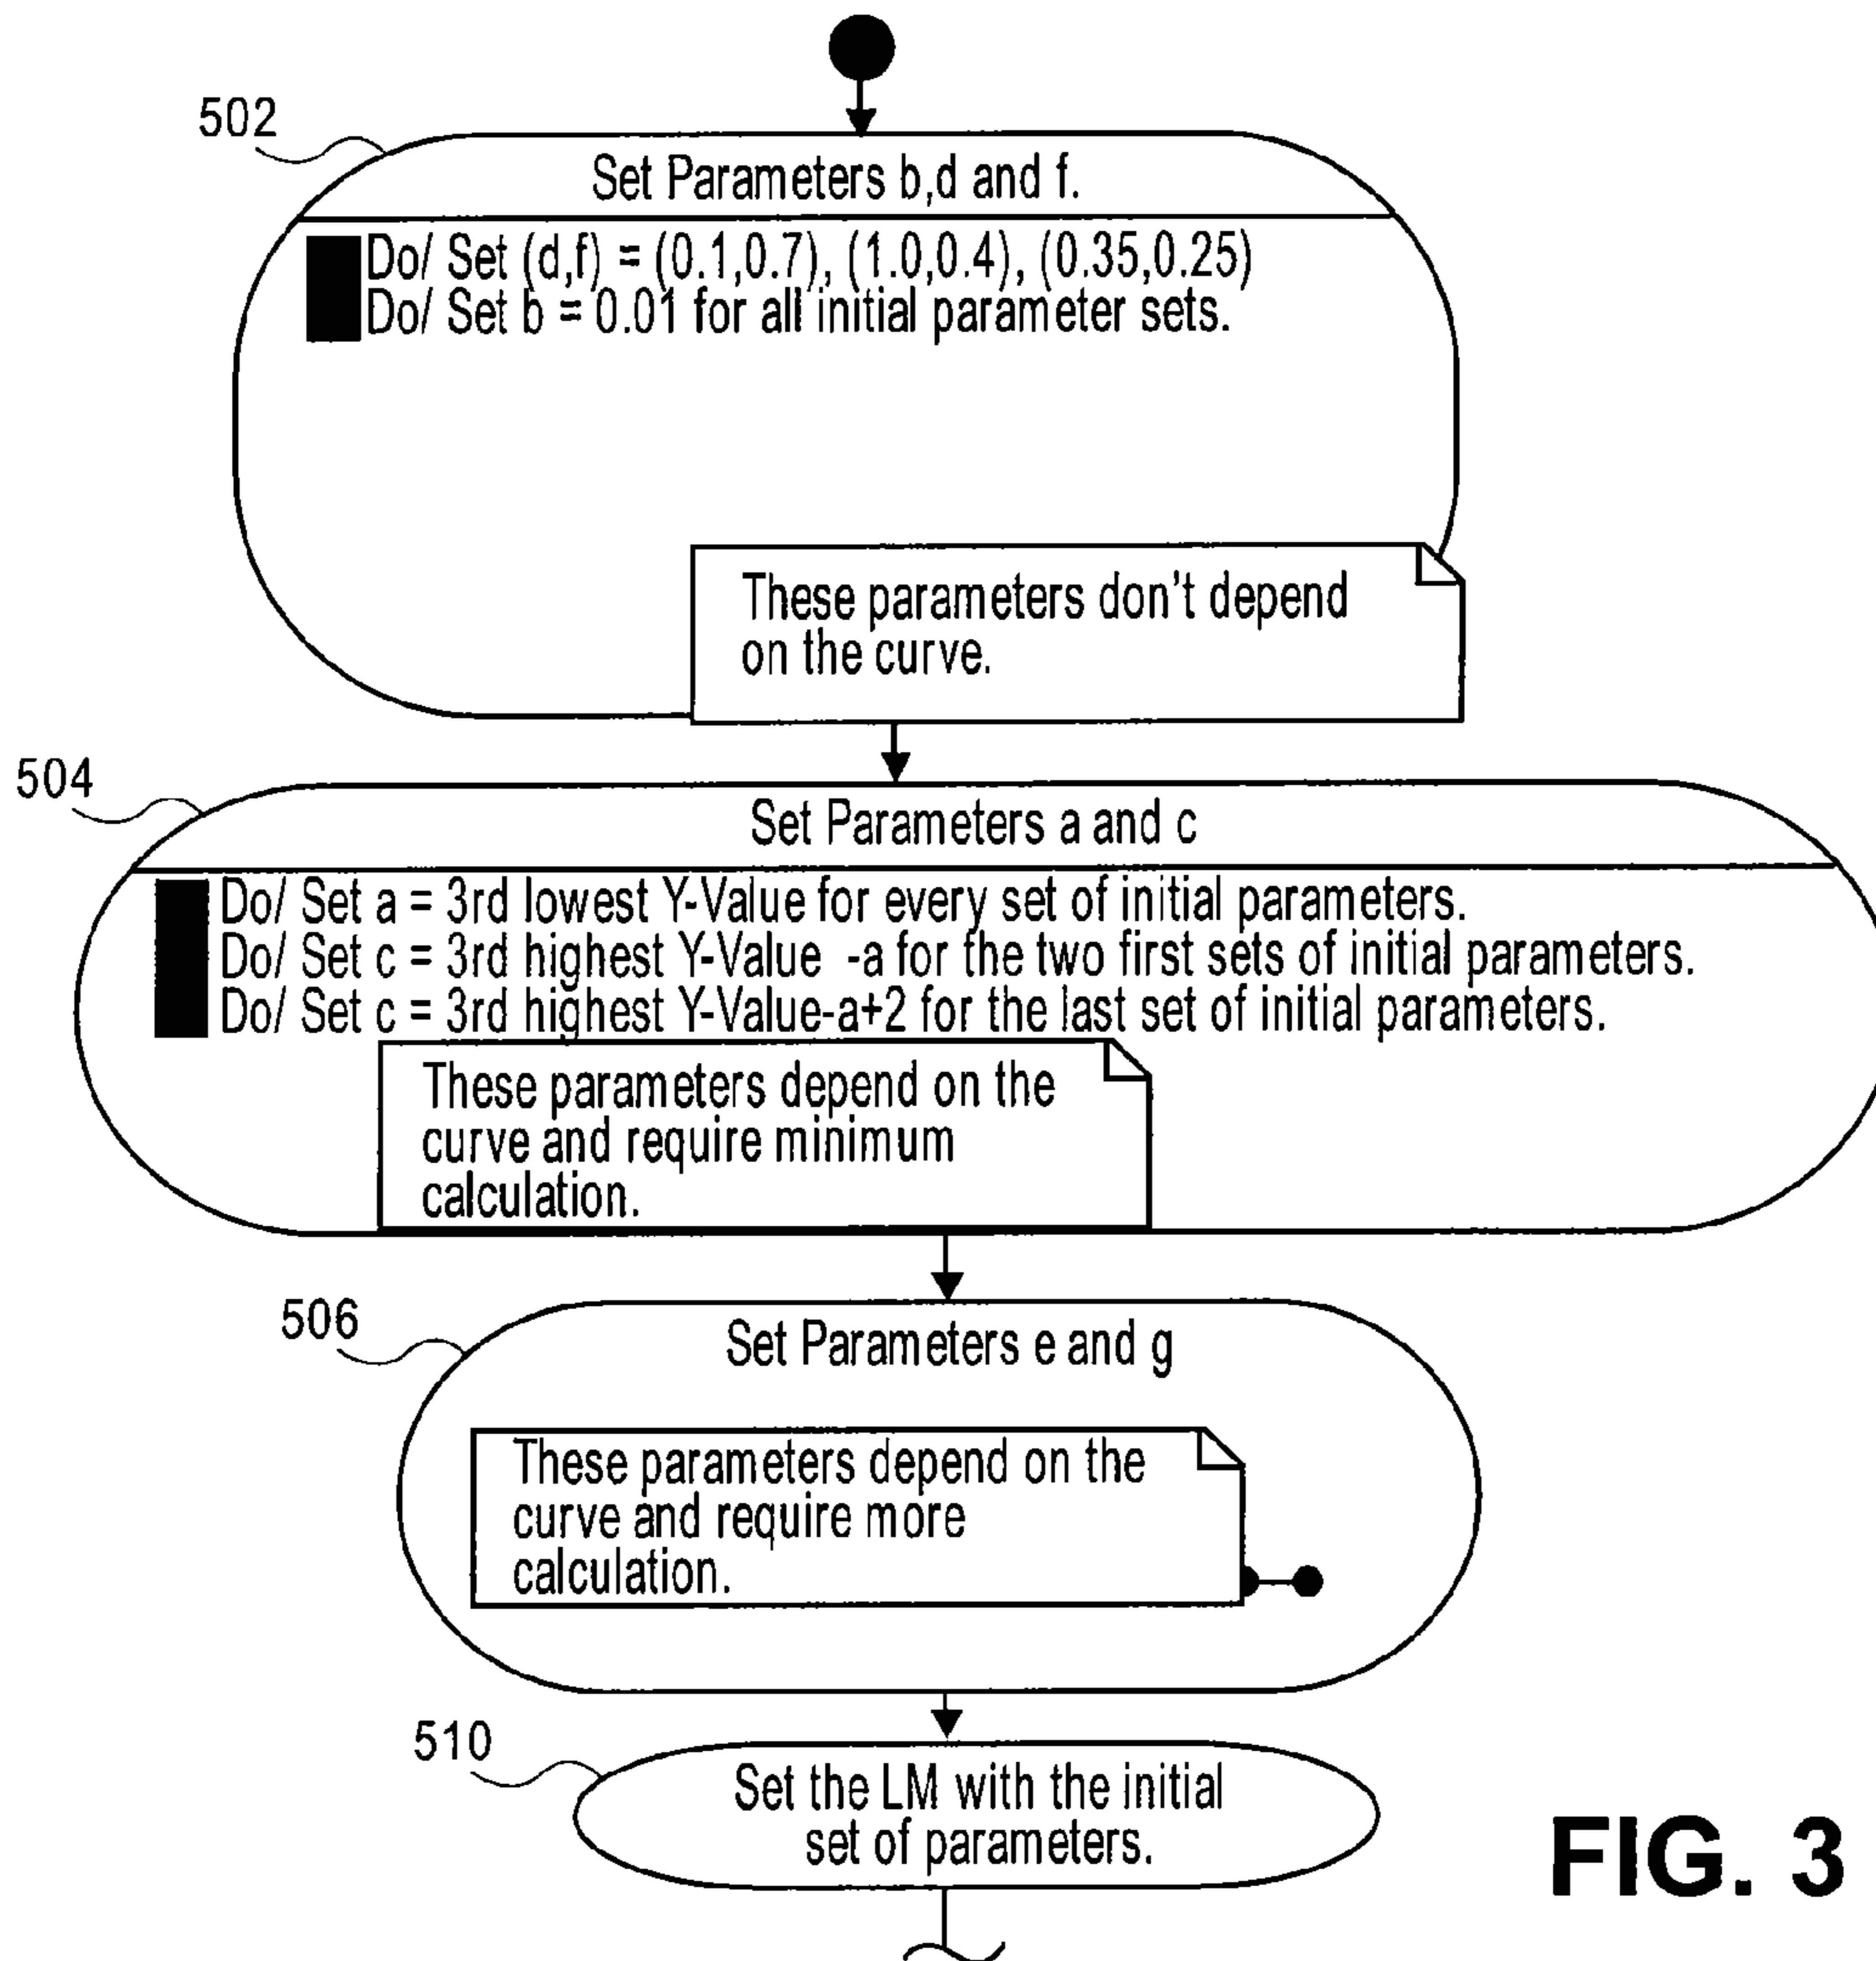 502
Set Parameters b,d and f.
Do/ Set (d,f) = (0.1,0.7), (1.0,0.4), (0.35,0.25)
Do/ Set b = 0.01 for all initial parameter sets.
These parameters don't depend
on the curve.
504
Set Parameters a and c
Do/ Set a = 3rd lowest Y-Value for every set of initial parameters.
Do/ Set c = 3rd highest Y-Value -a for the two first sets of initial parameters.
Do/ Set c = 3rd highest Y-Value-a+2 for the last set of initial parameters.
These parameters depend on the
curve and require minimum
calculation.
506
Set Parameters e and g
These parameters depend on the
curve and require more
calculation.
510
Set the LM with the initial
set of parameters.
FIG. 3